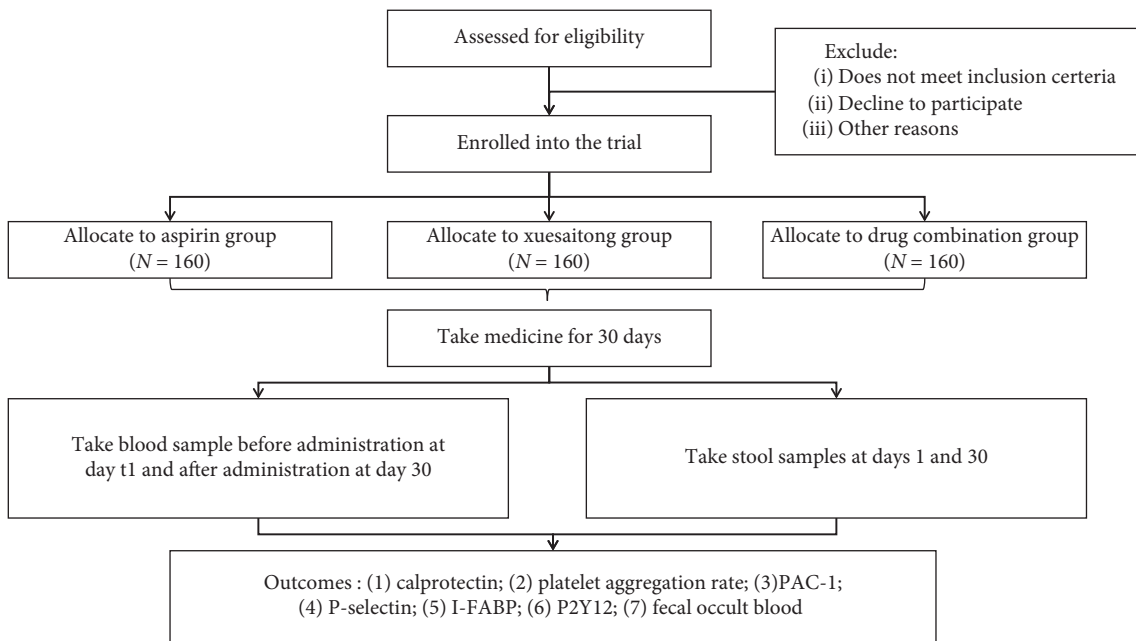 Assessed for eligibility
Exclude:
(i) Does not meet inclusion certeria
(ii) Decline to participate
(iii) Other reasons
Enrolled into the trial
Allocate to aspirin group
(N = 160)
Allocate to xuesaitong group
(N = 160)
Allocate to drug combination group
(N = 160)
Take medicine for 30 days
Take blood sample before administration at
day t1 and after administration at day 30
Take stool samples at days 1 and 30
Outcomes : (1) calprotectin; (2) platelet aggregation rate; (3)PAC-1;
(4) P-selectin; (5) I-FABP; (6) P2Y12; (7) fecal occult blood